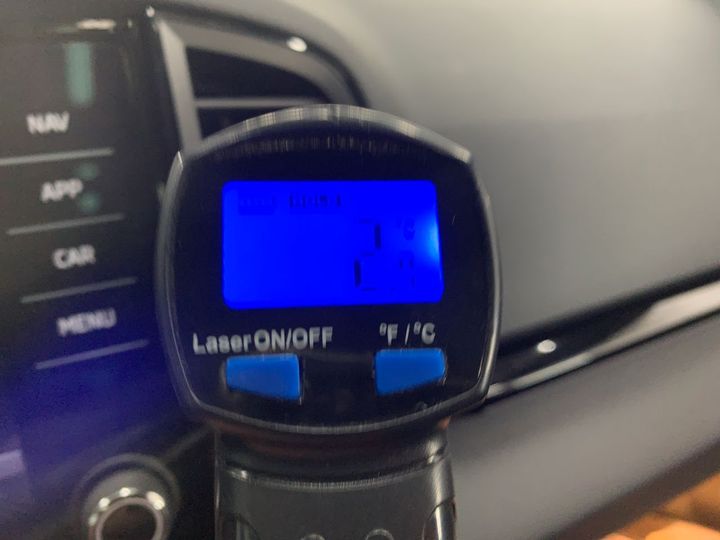 NAV
APP
CAR
MENU
°C
Laser ON/OFF
°F / °C